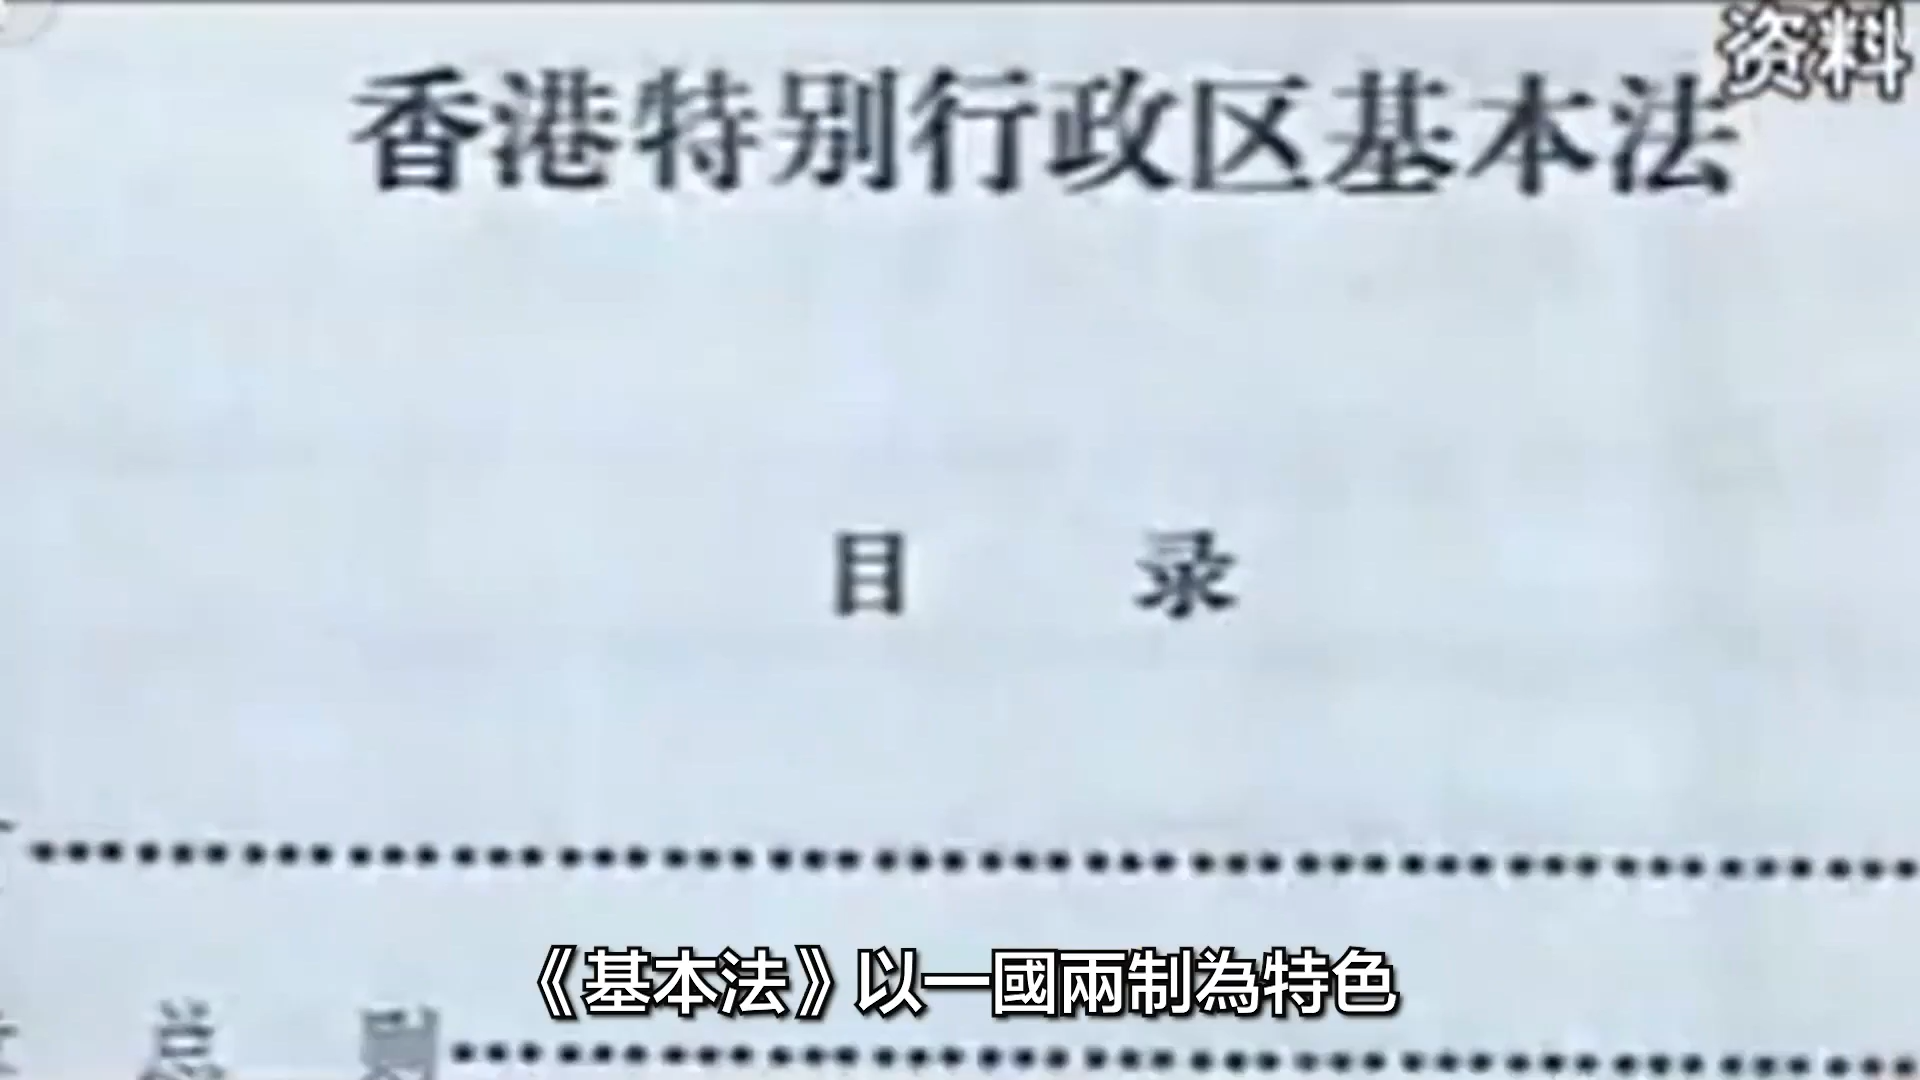 资料
香港特别行政区基本法
目 录
《基本法》以一國兩制為特色